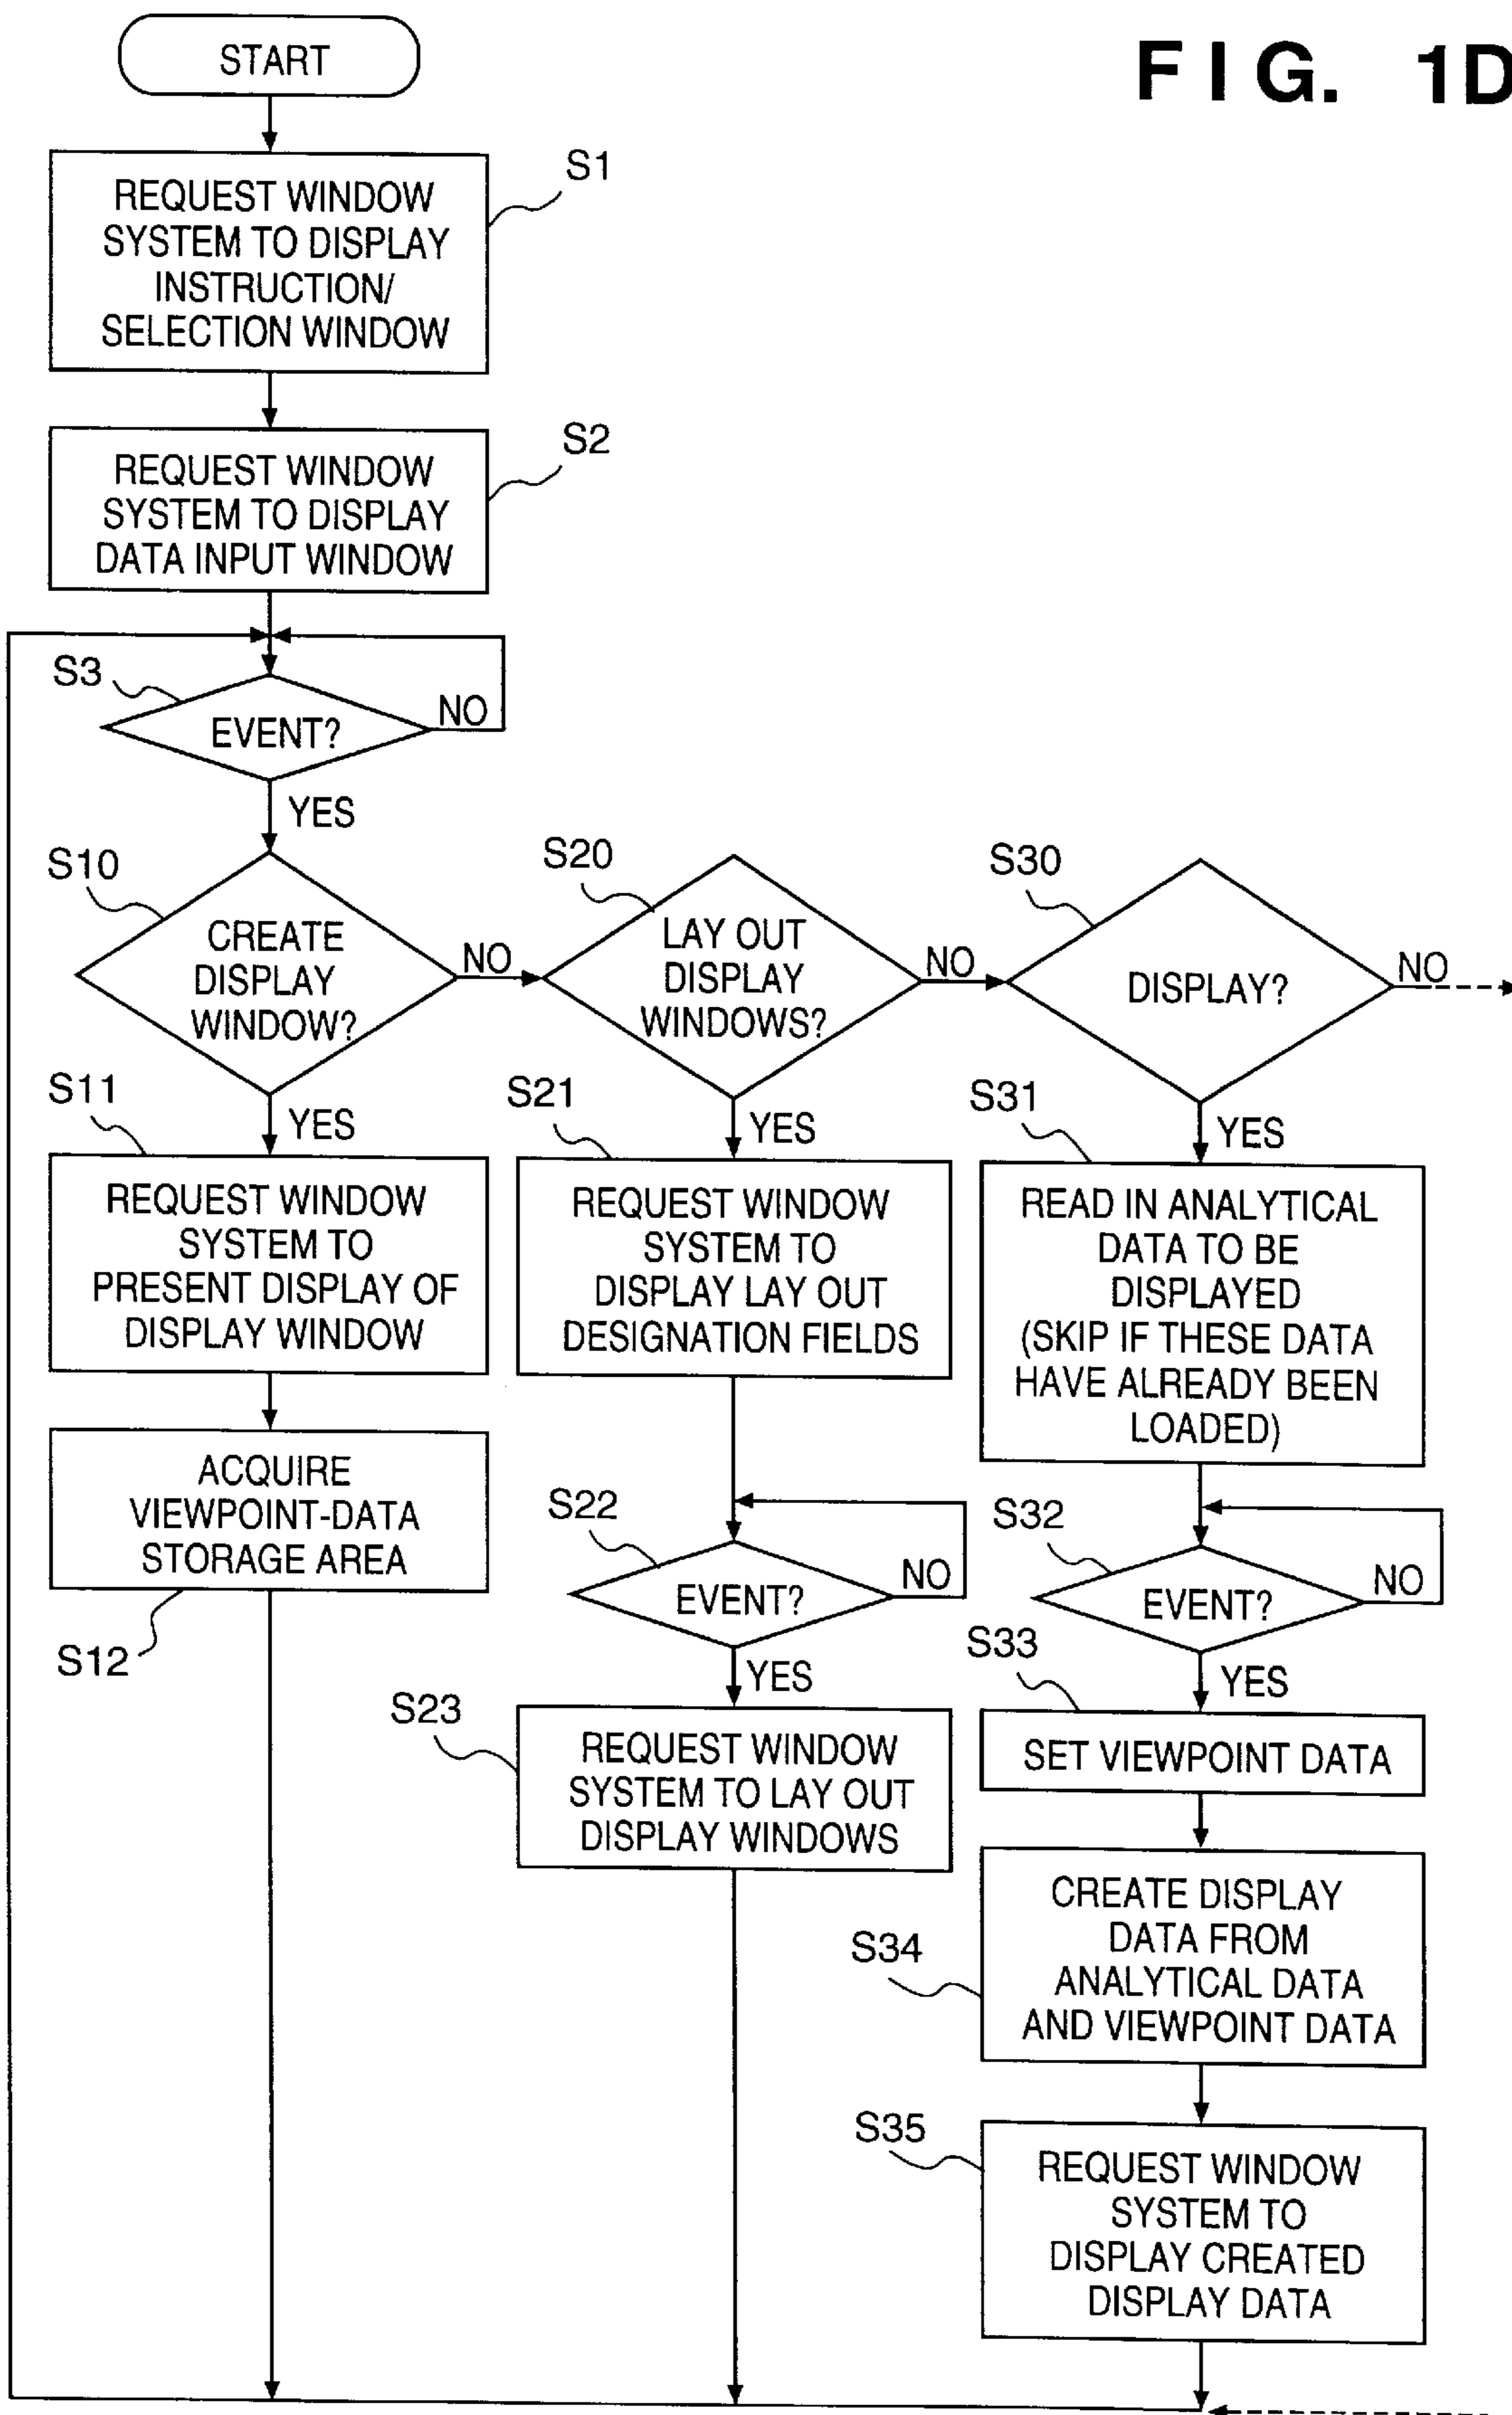 START
FIG. 1D
S1
REQUEST WINDOW
SYSTEM TO DISPLAY
INSTRUCTION/
SELECTION WINDOW
S2
REQUEST WINDOW
SYSTEM TO DISPLAY
DATA INPUT WINDOW
S3
EVENT?
NO
YES
S10
CREATE
DISPLAY
WINDOW?
NO
YES
S20
LAY OUT
DISPLAY
WINDOWS?
NO
YES
S30
DISPLAY?
NO
YES
S11
REQUEST WINDOW
SYSTEM TO
PRESENT DISPLAY OF
DISPLAY WINDOW
ACQUIRE
VIEWPOINT-DATA
STORAGE AREA
S12
S21
REQUEST WINDOW
SYSTEM TO
DISPLAY LAY OUT
DESIGNATION FIELDS
S22
EVENT?
NO
YES
S23
REQUEST WINDOW
SYSTEM TO LAY OUT
DISPLAY WINDOWS
S31
READ IN ANALYTICAL
DATA TO BE
DISPLAYED
(SKIP IF THESE DATA
HAVE ALREADY BEEN
LOADED)
S32
EVENT?
NO
YES
S33
SET VIEWPOINT DATA
S34
CREATE DISPLAY
DATA FROM
ANALYTICAL DATA
AND VIEWPOINT DATA
S35
REQUEST WINDOW
SYSTEM TO
DISPLAY CREATED
DISPLAY DATA